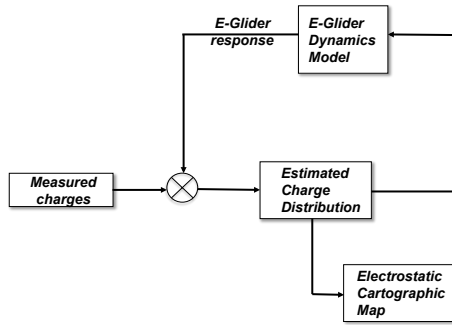 E-Glider
response
E-Glider
Dynamics
Model
Measured
charges
Estimated
Charge
Distribution
Electrostatic
Cartographic
Map